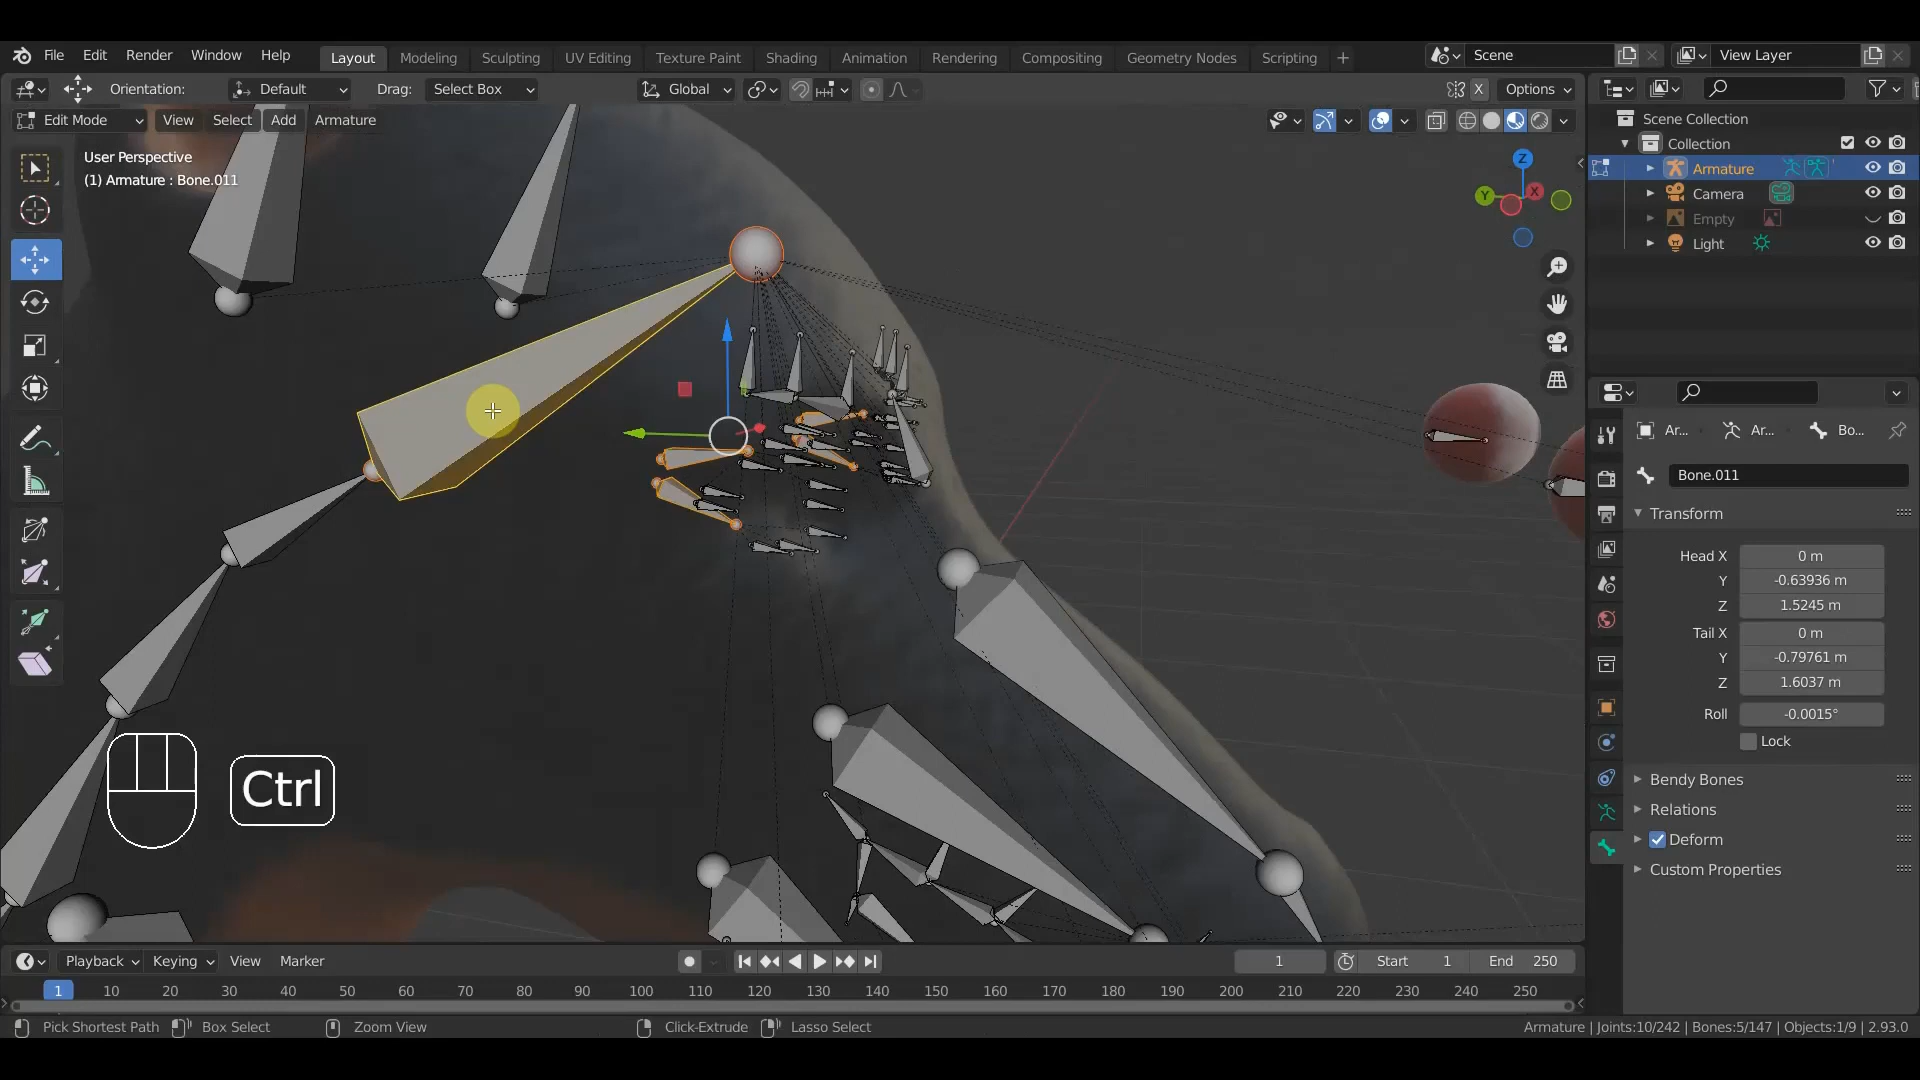 File Edit Render Window Help Layout Modeling Sculpting UV Editing Texture Paint Shading Animation Rendering Compositing Geometry Nodes Scripting + Scene View Layer
Orientation: Default Drag: Select Box Global X Options
Edit Mode View Select Add Armature
User Perspective
(1) Armature : Bone.011
Z
Y
X
Scene Collection
Collection
Armature
Camera
Empty
Light
Ar... Ar... Bo...
Bone.011
Transform
Head X 0 m
Y -0.63936 m
Z 1.5245 m
Tail X 0 m
Y -0.79761 m
Z 1.6037 m
Roll -0.0015°
Lock
Bendy Bones
Relations
Deform
Custom Properties
Ctrl
Playback Keying View Marker 1 Start 1 End 250
1 10 20 30 40 50 60 70 80 90 100 110 120 130 140 150 160 170 180 190 200 210 220 230 240 250
Pick Shortest Path Box Select Zoom View Click-Extrude Lasso Select Armature | Joints:10/242 | Bones:5/147 | Objects:1/9 | 2.93.0